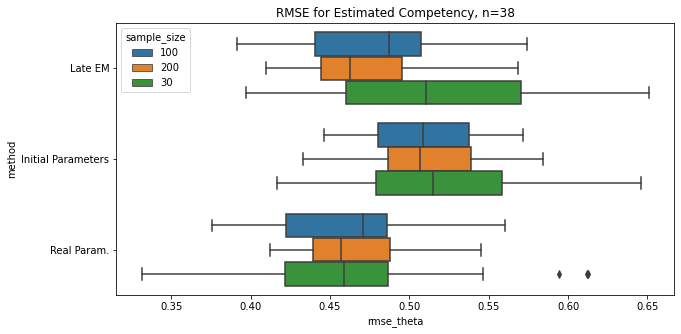 RMSE for Estimated Competency, n=38
sample_size
100
200
30
method
Late EM
Initial Parameters
Real Param.
0.35 0.40 0.45 0.50 0.55 0.60 0.65
rmse_theta